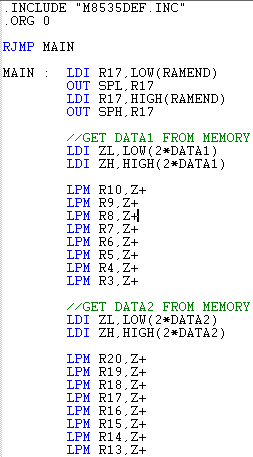 .INCLUDE "M8535DEF.INC"
.ORG 0
RJMP MAIN
MAIN : LDI R17,LOW(RAMEND)
OUT SPL,R17
LDI R17,HIGH(RAMEND)
OUT SPH,R17
//GET DATA1 FROM MEMORY
LDI ZL,LOW(2*DATA1)
LDI ZH,HIGH(2*DATA1)
LPM R10,Z+
LPM R9,Z+
LPM R8,Z+
LPM R7,Z+
LPM R6,Z+
LPM R5,Z+
LPM R4,Z+
LPM R3,Z+
//GET DATA2 FROM MEMORY
LDI ZL,LOW(2*DATA2)
LDI ZH,HIGH(2*DATA2)
LPM R20,Z+
LPM R19,Z+
LPM R18,Z+
LPM R17,Z+
LPM R16,Z+
LPM R15,Z+
LPM R14,Z+
LPM R13,Z+